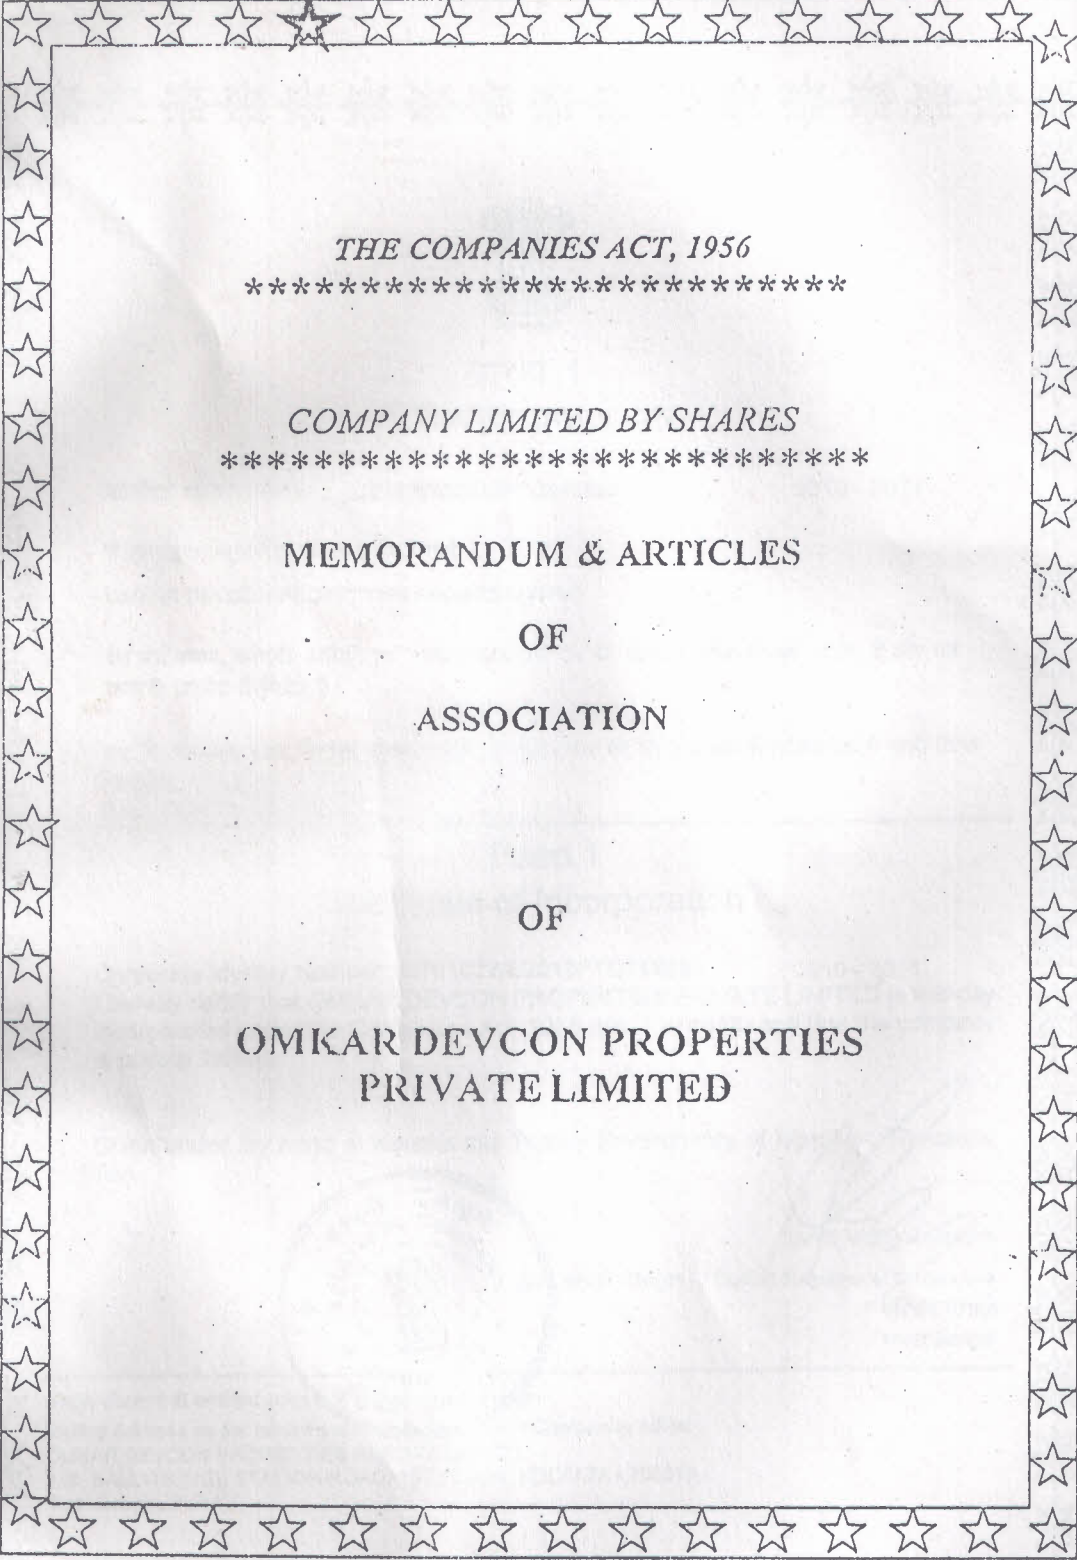 THE COMPANIES ACT, 1956
**************************
COMPANY LIMITED BY SHARES
****************************
MEMORANDUM & ARTICLES
OF
ASSOCIATION
OF
OMKAR DEVCON PROPERTIES
PRIVATE LIMITED